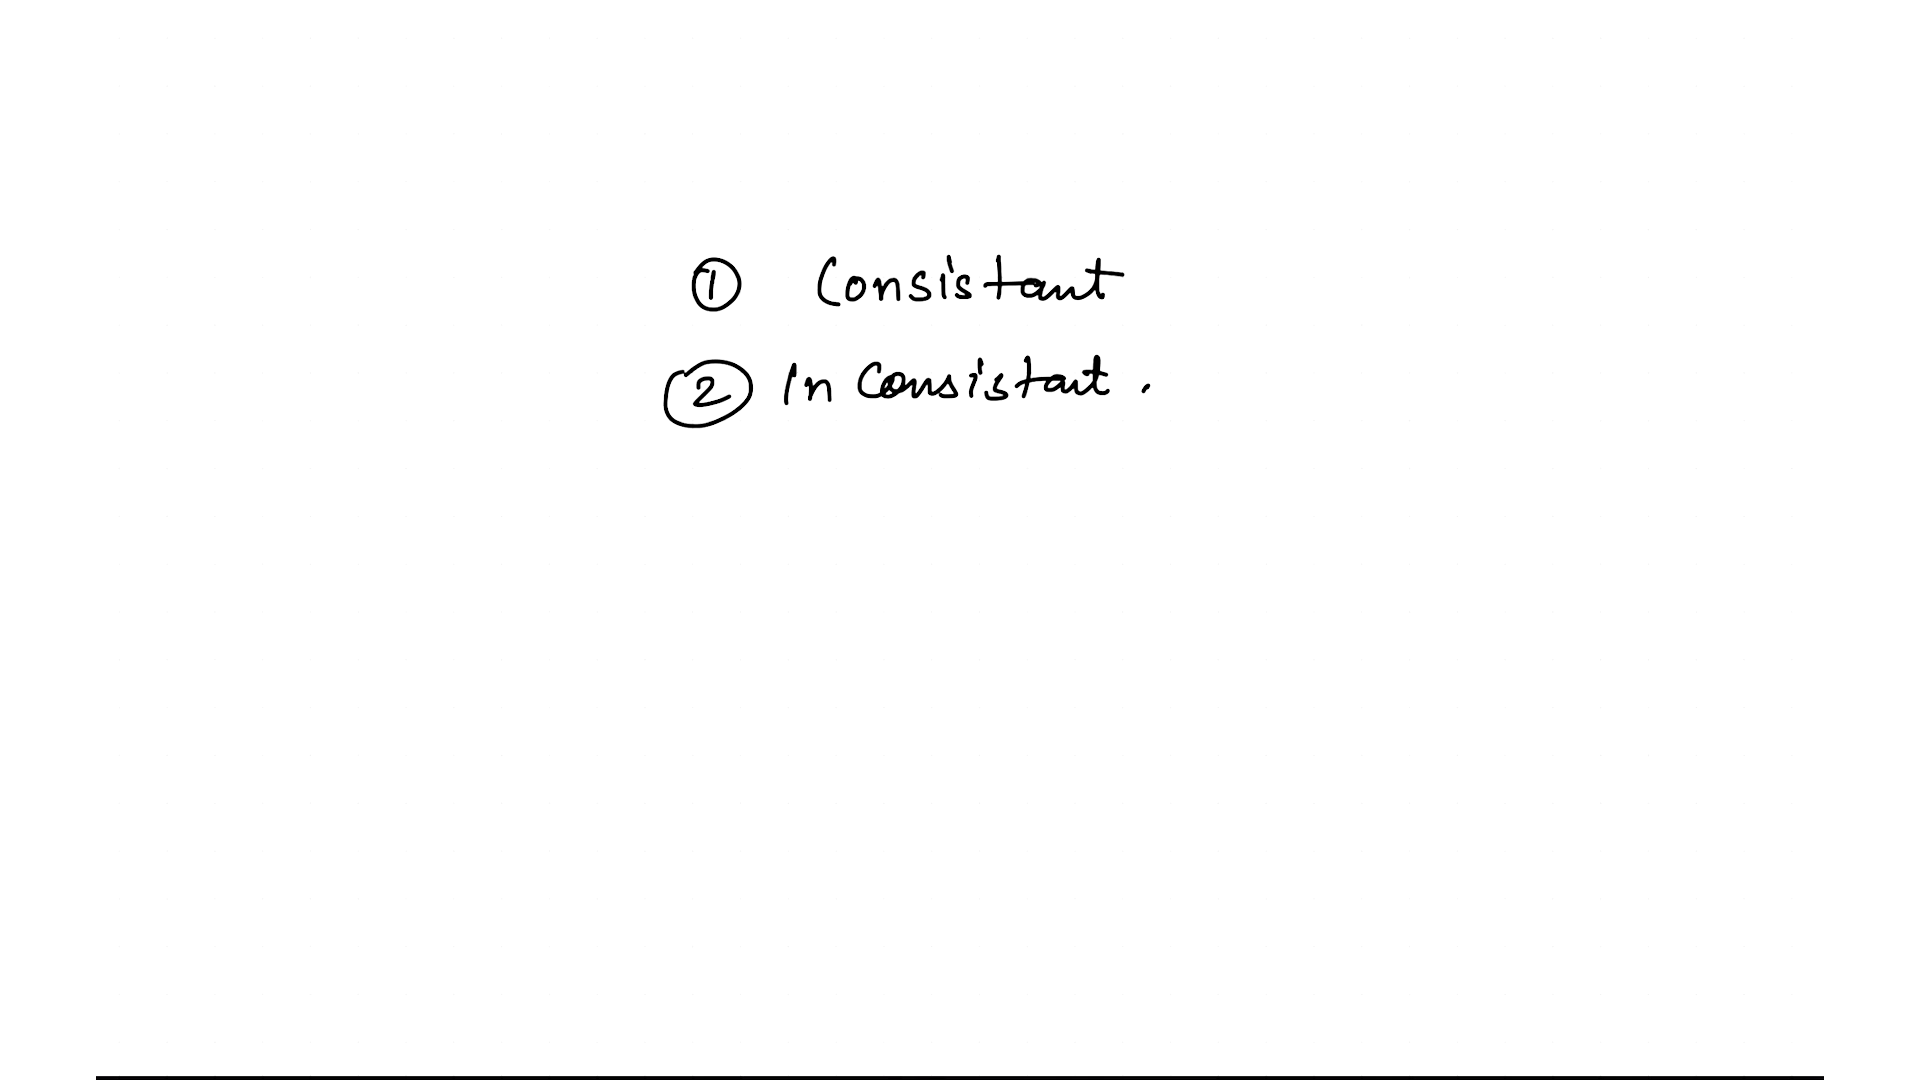 ① Consistant
② In Consistant .